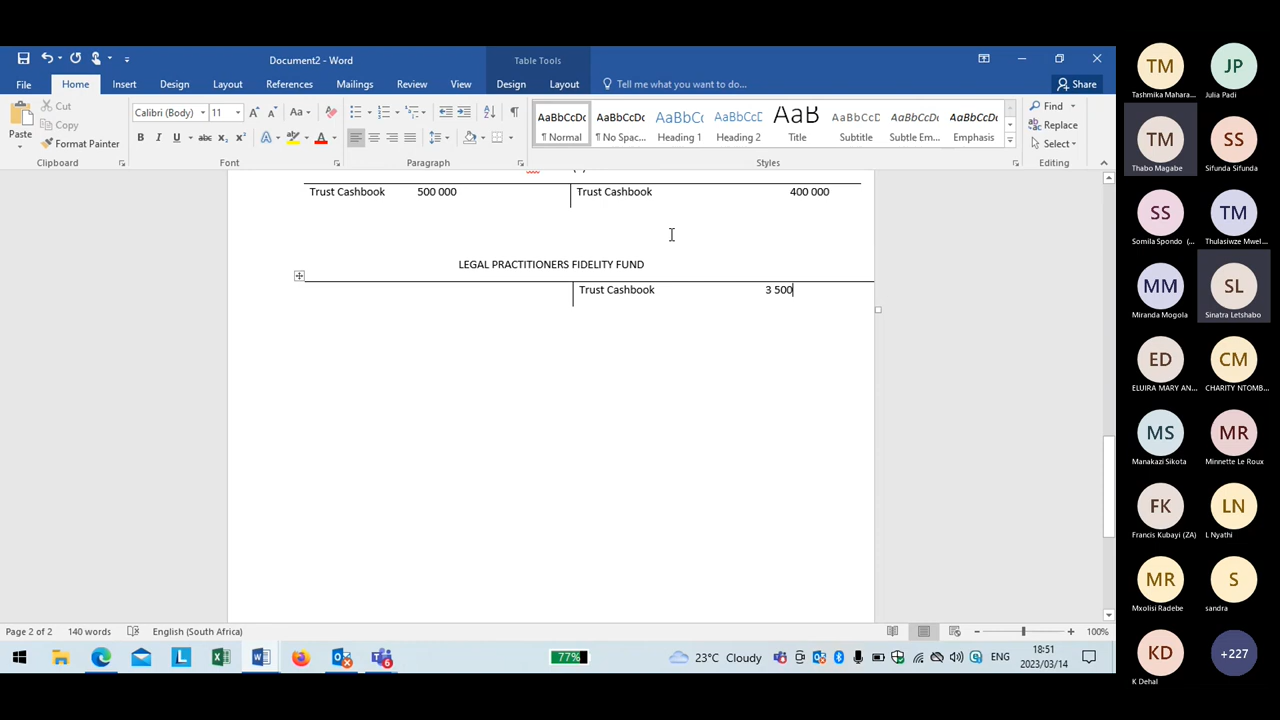 Document2 - Word
Table Tools
File
Home
Insert
Design
Layout
References
Mailings
Review
View
Design
Layout
Tell me what you want to do...
Share
Paste
Cut
Copy
Format Painter
Clipboard
Calibri (Body)
11
Font
Paragraph
AaBbCcDc
¶ Normal
AaBbCcDc
¶ No Spac...
AaBbCc
Heading 1
AaBbCcD
Heading 2
AaB
Title
AaBbCcD
Subtitle
AaBbCcD
Subtle Em...
AaBbCcDc
Emphasis
Styles
Find
Replace
Select
Editing
Trust Cashbook 500 000 Trust Cashbook 400 000
LEGAL PRACTITIONERS FIDELITY FUND
Trust Cashbook 3 500
Page 2 of 2 140 words English (South Africa) 100%
77%
23°C Cloudy
ENG
18:51
2023/03/14
TM
Tashmika Mahara...
JP
Julia Padi
TM
Thabo Magabe
SS
Sifunda Sifunda
SS
Somila Spondo (...
TM
Thulasiwze Mwel...
MM
Miranda Mogola
SL
Sinatra Letshabo
ED
ELUIRA MARY AN...
CM
CHARITY NTOMB...
MS
Manakazi Sikota
MR
Minnette Le Roux
FK
Francis Kubayi (ZA)
LN
L Nyathi
MR
Mxolisi Radebe
S
sandra
KD
K Dehal
+227